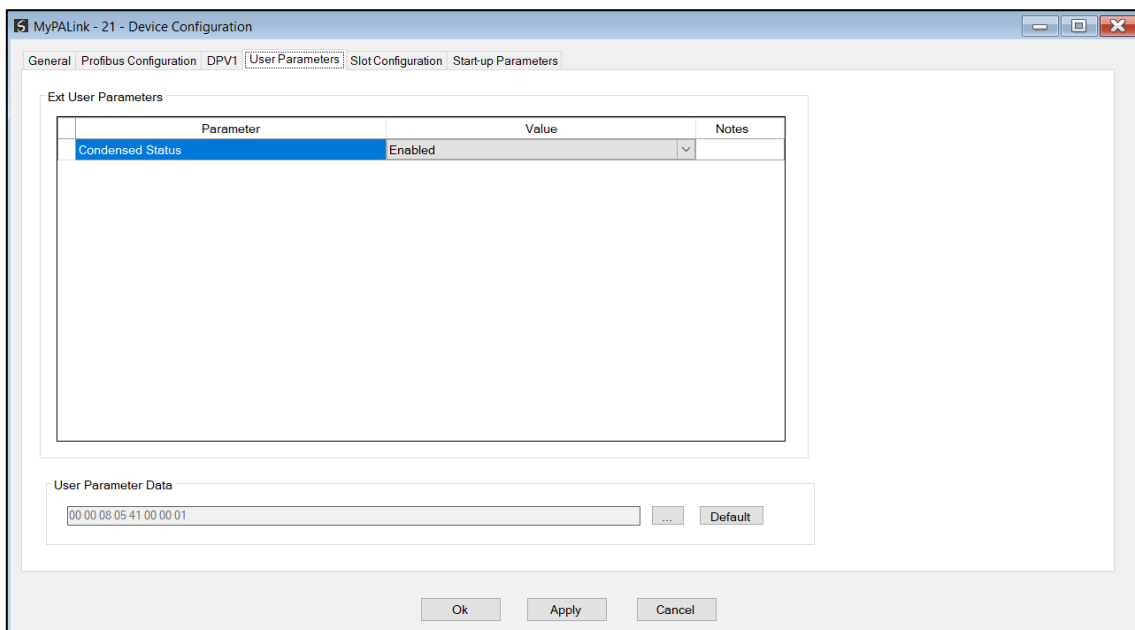 MyPALink - 21 - Device Configuration
General Profibus Configuration DPV1 User Parameters Slot Configuration Start-up Parameters
Ext User Parameters
Parameter Value Notes
Condensed Status Enabled
User Parameter Data
00 00 08 05 41 00 00 01 ... Default
Ok Apply Cancel